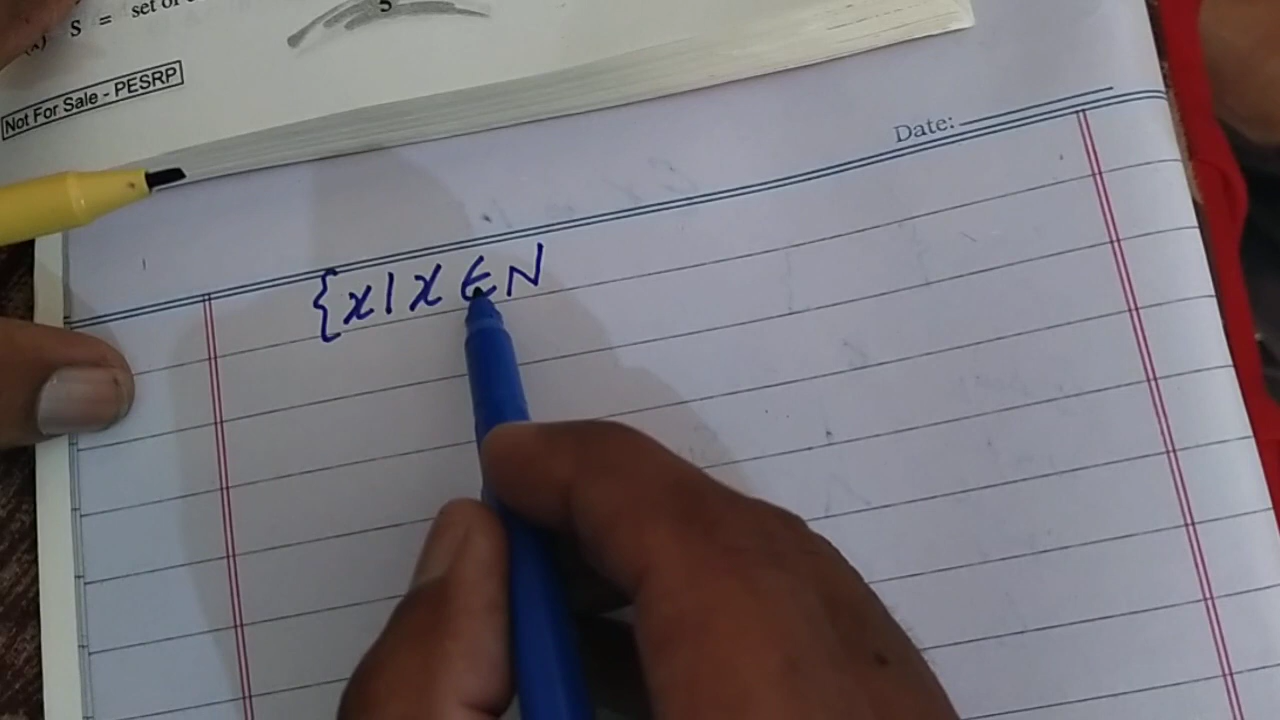 S = set of
S
Not For Sale - PESRP
Date:
{x|x∈N